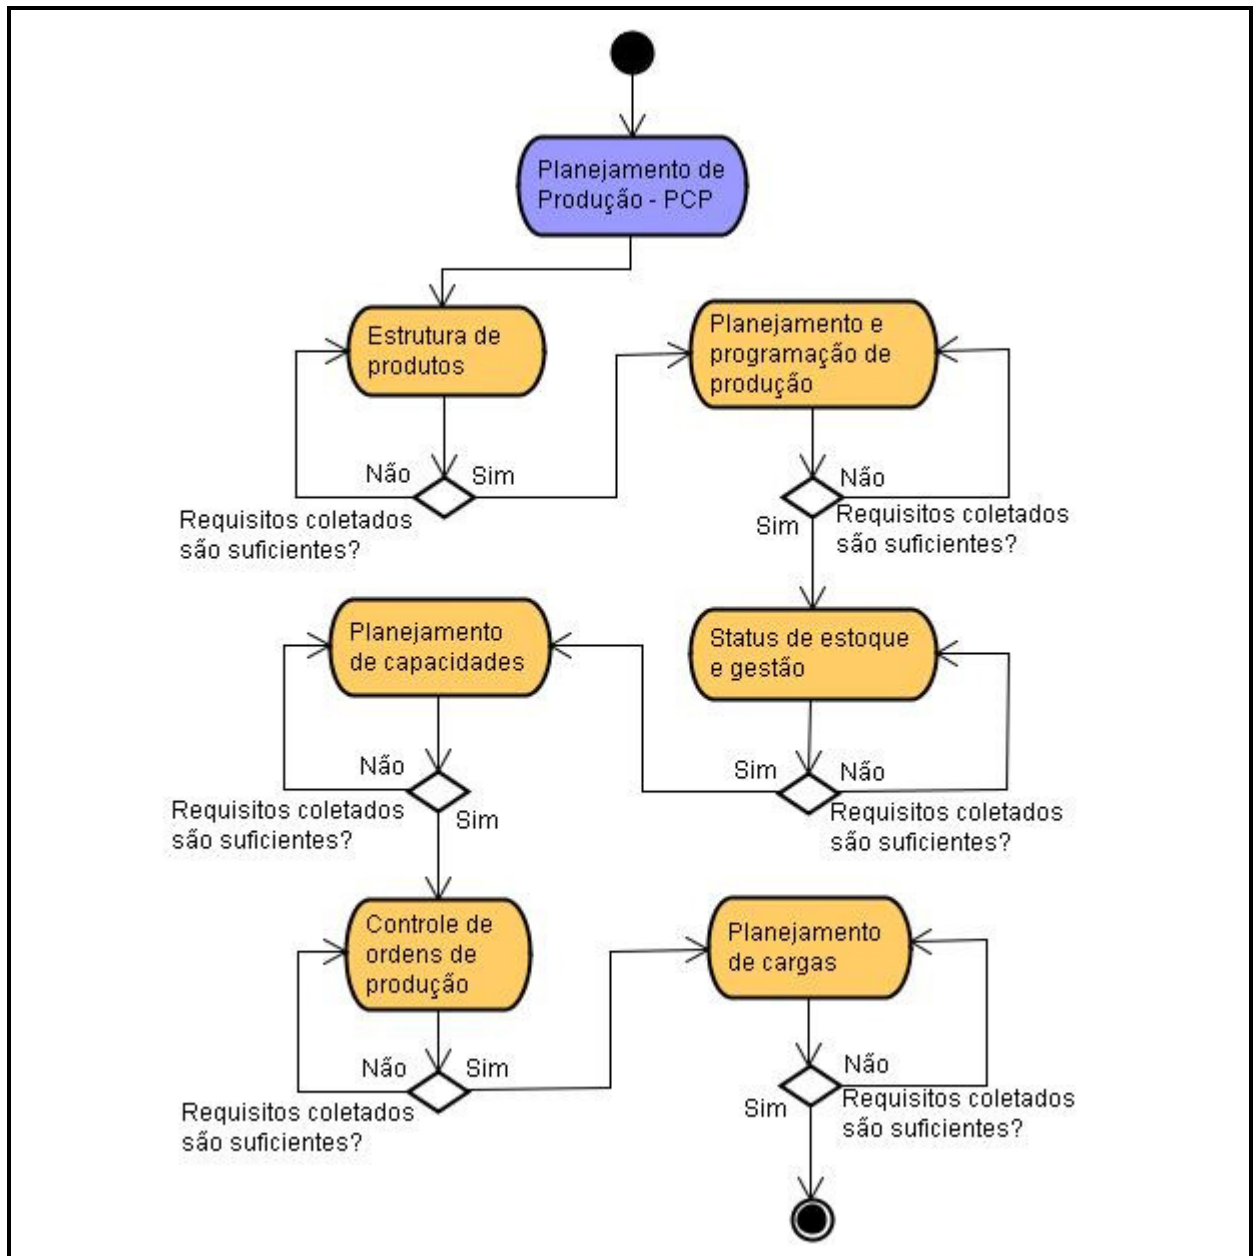 Planejamento de
Produção - PCP
Estrutura de
produtos
Não
Sim
Requisitos coletados
são suficientes?
Planejamento e
programação de
produção
Não
Sim
Requisitos coletados
são suficientes?
Status de estoque
e gestão
Sim
Não
Requisitos coletados
são suficientes?
Planejamento
de capacidades
Não
Sim
Requisitos coletados
são suficientes?
Controle de
ordens de
produção
Não
Sim
Requisitos coletados
são suficientes?
Planejamento
de cargas
Não
Sim
Requisitos coletados
são suficientes?